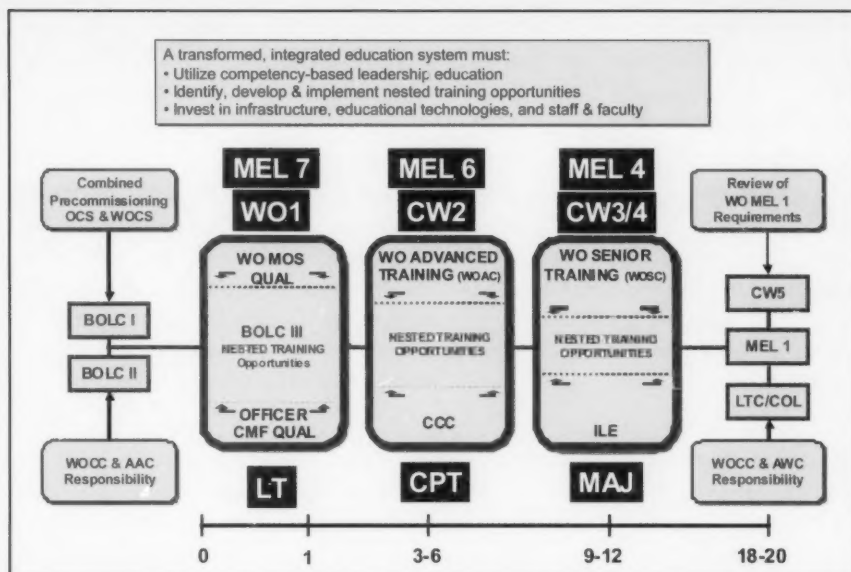 A transformed, integrated education system must:
• Utilize competency-based leadership education
• Identify, develop & implement nested training opportunities
• Invest in infrastructure, educational technologies, and staff & faculty
Combined
Precommissioning
OCS & WOCS
BOLC I
BOLC II
WOCC & AAC
Responsibility
MEL 7
WO1
WO MOS
QUAL
BOLC III
NESTED TRAINING
Opportunities
OFFICER
CMF QUAL
LT
MEL 6
CW2
WO ADVANCED
TRAINING (WOAC)
NESTED TRAINING
OPPORTUNITIES
CCC
CPT
MEL 4
CW3/4
WO SENIOR
TRAINING (WOSC)
NESTED TRAINING
OPPORTUNITIES
ILE
MAJ
Review of
WO MEL 1
Requirements
CW5
MEL 1
LTC/COL
WOCC & AWC
Responsibility
0
1
3-6
9-12
18-20